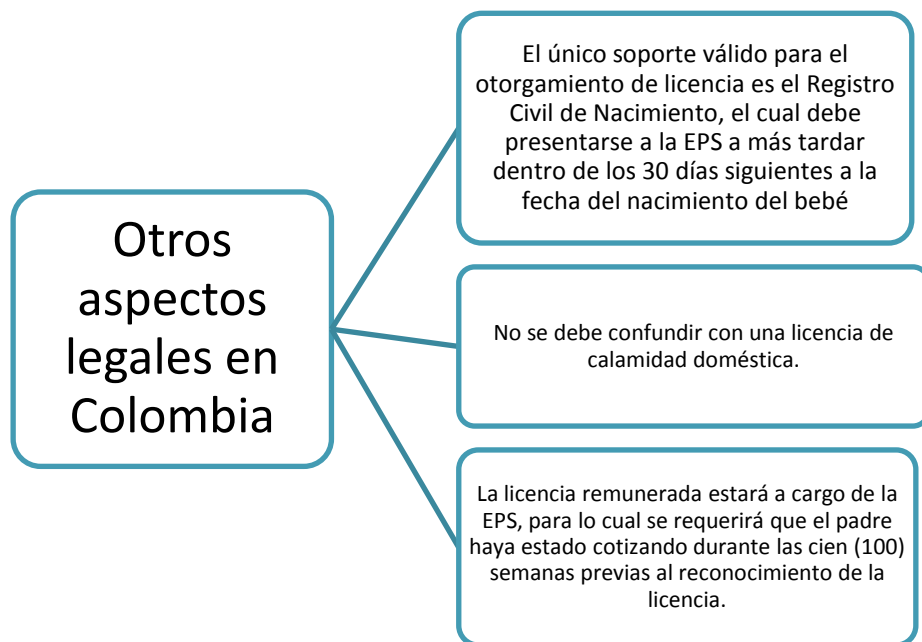 Otros
aspectos
legales en
Colombia
El único soporte válido para el
otorgamiento de licencia es el Registro
Civil de Nacimiento, el cual debe
presentarse a la EPS a más tardar
dentro de los 30 días siguientes a la
fecha del nacimiento del bebé
No se debe confundir con una licencia de
calamidad doméstica.
La licencia remunerada estará a cargo de la
EPS, para lo cual se requerirá que el padre
haya estado cotizando durante las cien (100)
semanas previas al reconocimiento de la
licencia.